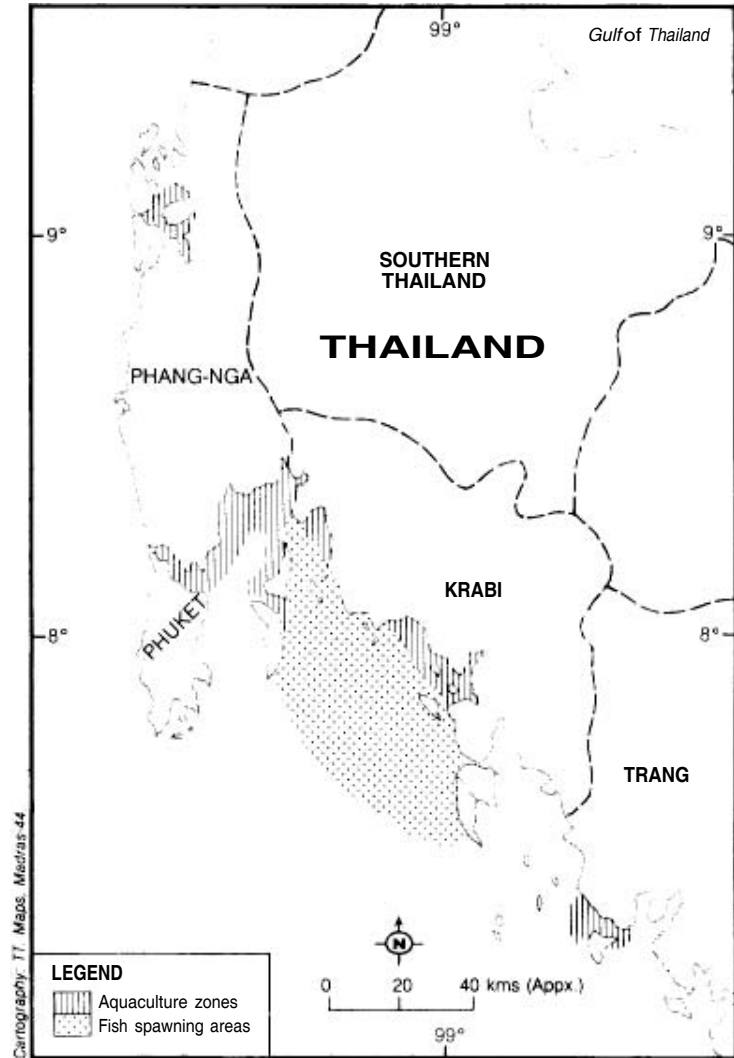 99°
Gulf of Thailand
9°
9°
SOUTHERN
THAILAND
THAILAND
PHANG-NGA
KRABI
PHUKET
8°
8°
TRANG
Cartography: TT. Maps. Madras-44
N
LEGEND
Aquaculture zones
Fish spawning areas
0 20 40 kms (Appx.)
99°